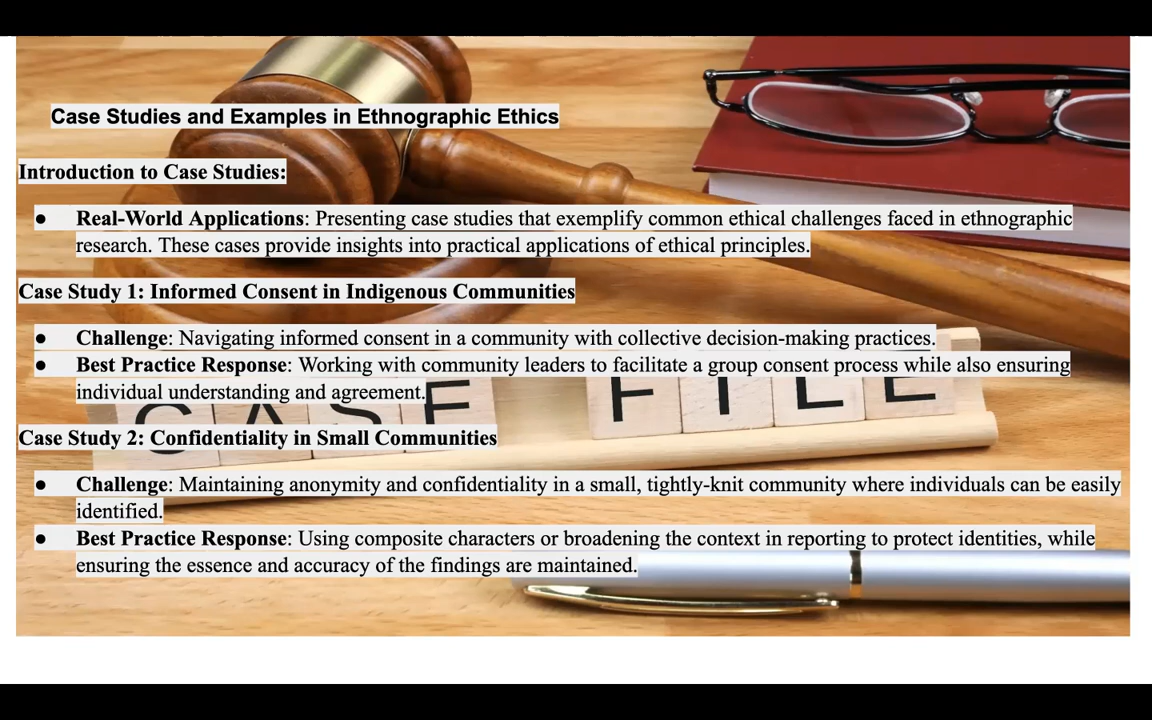 Case Studies and Examples in Ethnographic Ethics
Introduction to Case Studies:
● Real-World Applications: Presenting case studies that exemplify common ethical challenges faced in ethnographic
research. These cases provide insights into practical applications of ethical principles.
Case Study 1: Informed Consent in Indigenous Communities
● Challenge: Navigating informed consent in a community with collective decision-making practices.
● Best Practice Response: Working with community leaders to facilitate a group consent process while also ensuring
individual understanding and agreement.
CASE FILE
Case Study 2: Confidentiality in Small Communities
● Challenge: Maintaining anonymity and confidentiality in a small, tightly-knit community where individuals can be easily
identified.
● Best Practice Response: Using composite characters or broadening the context in reporting to protect identities, while
ensuring the essence and accuracy of the findings are maintained.